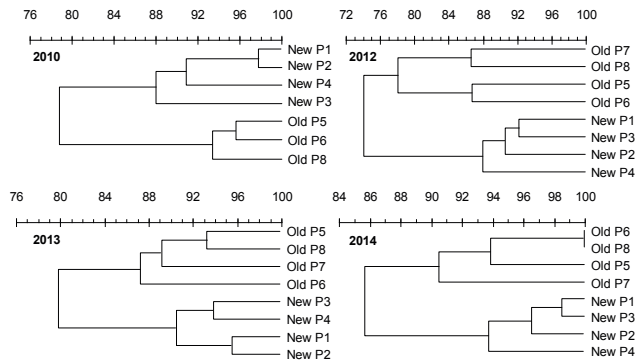 76 80 84 88 92 96 100
2010
New P1
New P2
New P4
New P3
Old P5
Old P6
Old P8
72 76 80 84 88 92 96 100
2012
Old P7
Old P8
Old P5
Old P6
New P1
New P3
New P2
New P4
76 80 84 88 92 96 100
2013
Old P5
Old P8
Old P7
Old P6
New P3
New P4
New P1
New P2
84 86 88 90 92 94 96 98 100
2014
Old P6
Old P8
Old P5
Old P7
New P1
New P3
New P2
New P4